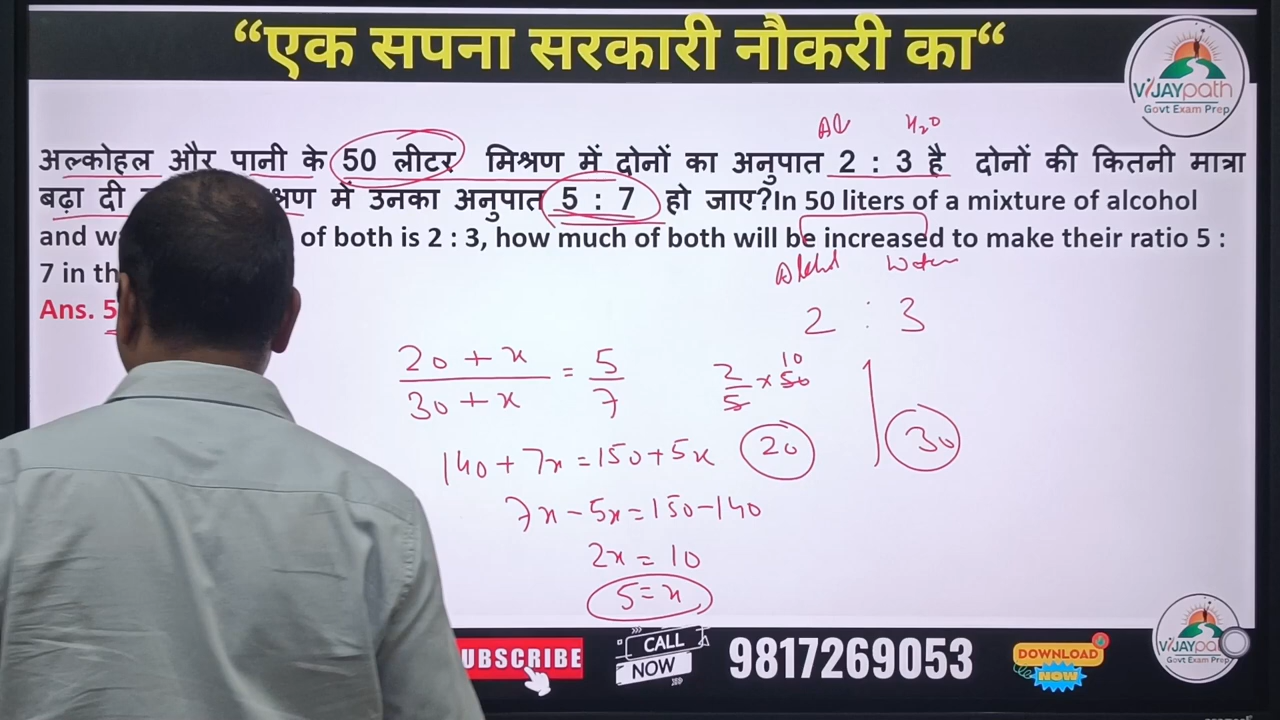 “एक सपना सरकारी नौकरी का“
VIJAYpath
Govt Exam Prep
Al H₂O
अल्कोहल और पानी के 50 लीटर मिश्रण में दोनों का अनुपात 2 : 3 है दोनों की कितनी मात्रा
बढ़ा दी में उनका अनुपात 5 : 7 हो जाए?In 50 liters of a mixture of alcohol
and of both is 2 : 3, how much of both will be increased to make their ratio 5 :
7 in
Ans. 5
Water
2 : 3
20 + x / 30 + x = 5 / 7
2/5 × 50 10
20 30
140 + 7x = 150 + 5x
7x - 5x = 150 - 140
2x = 10
5 = x
UBSCRIBE
CALL
NOW
9817269053
DOWNLOAD
NOW
VIJAYpath
Govt Exam Prep